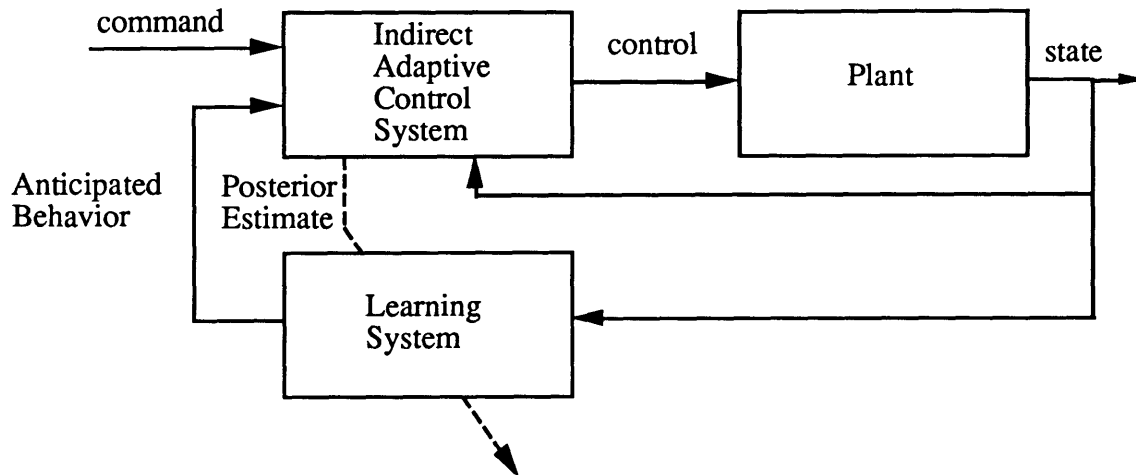 command
Indirect
Adaptive
Control
System
control
Plant
state
Anticipated
Behavior
Posterior
Estimate
Learning
System